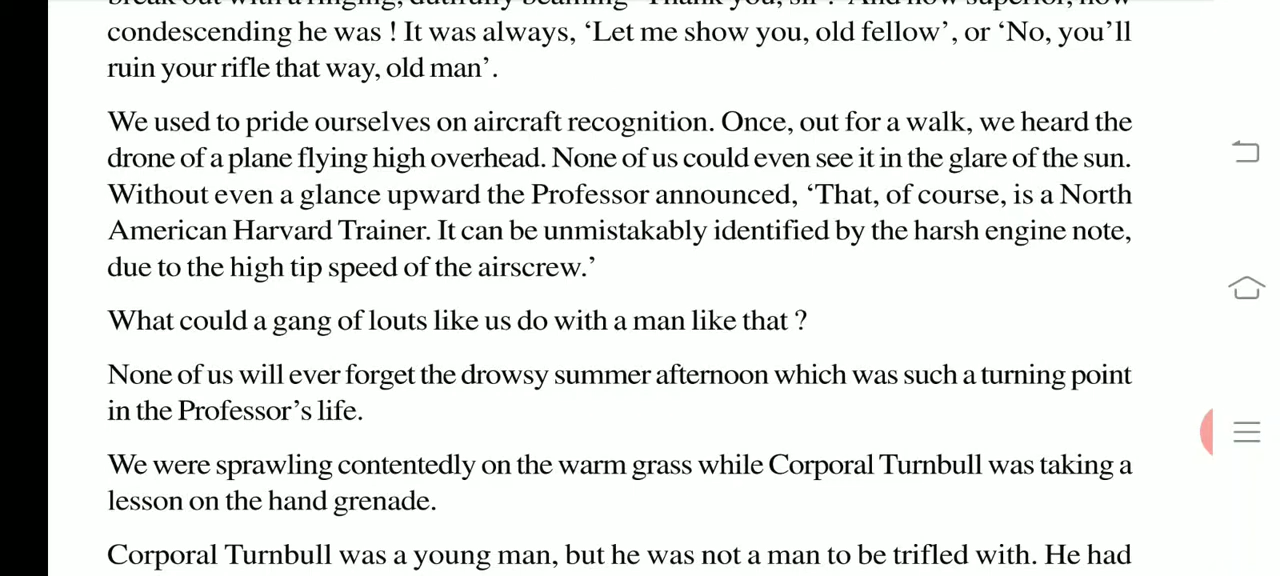 condescending he was ! It was always, ‘Let me show you, old fellow’, or ‘No, you’ll
ruin your rifle that way, old man’.
We used to pride ourselves on aircraft recognition. Once, out for a walk, we heard the
drone of a plane flying high overhead. None of us could even see it in the glare of the sun.
Without even a glance upward the Professor announced, ‘That, of course, is a North
American Harvard Trainer. It can be unmistakably identified by the harsh engine note,
due to the high tip speed of the airscrew.’
What could a gang of louts like us do with a man like that ?
None of us will ever forget the drowsy summer afternoon which was such a turning point
in the Professor’s life.
We were sprawling contentedly on the warm grass while Corporal Turnbull was taking a
lesson on the hand grenade.
Corporal Turnbull was a young man, but he was not a man to be trifled with. He had